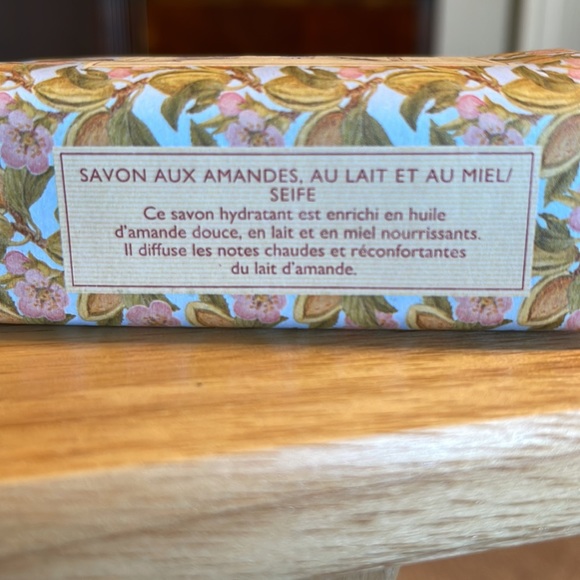 SAVON AUX AMANDES, AU LAIT ET AU MIEL/
SEIFE
Ce savon hydratant est enrichi en huile
d'amande douce, en lait et en miel nourrissants.
Il diffuse les notes chaudes et réconfortantes
du lait d'amande.